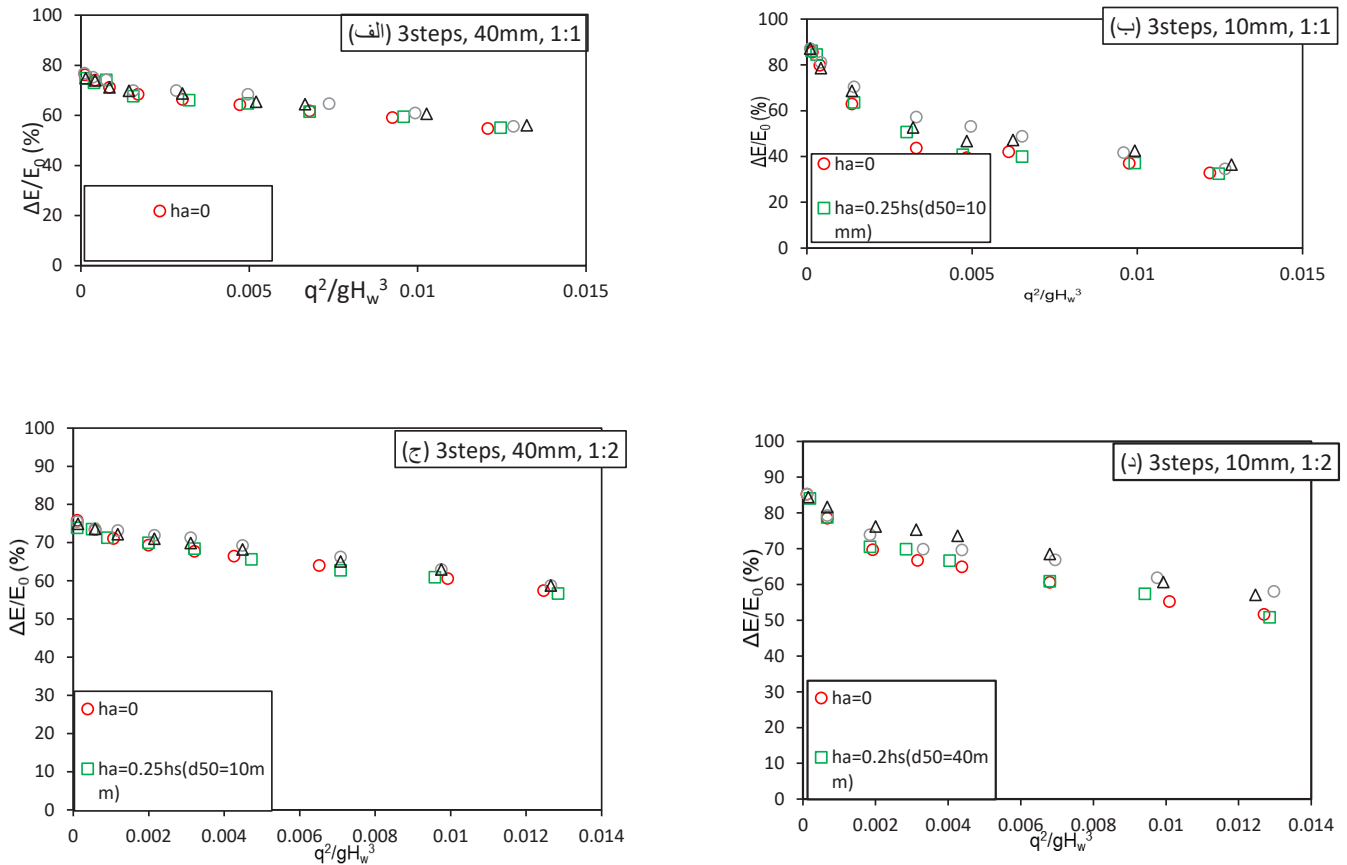 (الف) 3steps, 40mm, 1:1
100
80
60
40
20
0
ΔE/E₀ (%)
ha=0
0
0.005
0.01
0.015
q²/gH_w³
(ب) 3steps, 10mm, 1:1
100
80
60
40
20
0
ΔE/E₀ (%)
ha=0
ha=0.25hs(d50=10
mm)
0
0.005
0.01
0.015
q²/gH_w³
(ج) 3steps, 40mm, 1:2
100
90
80
70
60
50
40
30
20
10
0
ΔE/E₀ (%)
ha=0
ha=0.25hs(d50=10m
m)
0
0.002
0.004
0.006
0.008
0.01
0.012
0.014
q²/gH_w³
(د) 3steps, 10mm, 1:2
100
90
80
70
60
50
40
30
20
10
0
ΔE/E₀ (%)
ha=0
ha=0.2hs(d50=40m
m)
0
0.002
0.004
0.006
0.008
0.01
0.012
0.014
q²/gH_w³